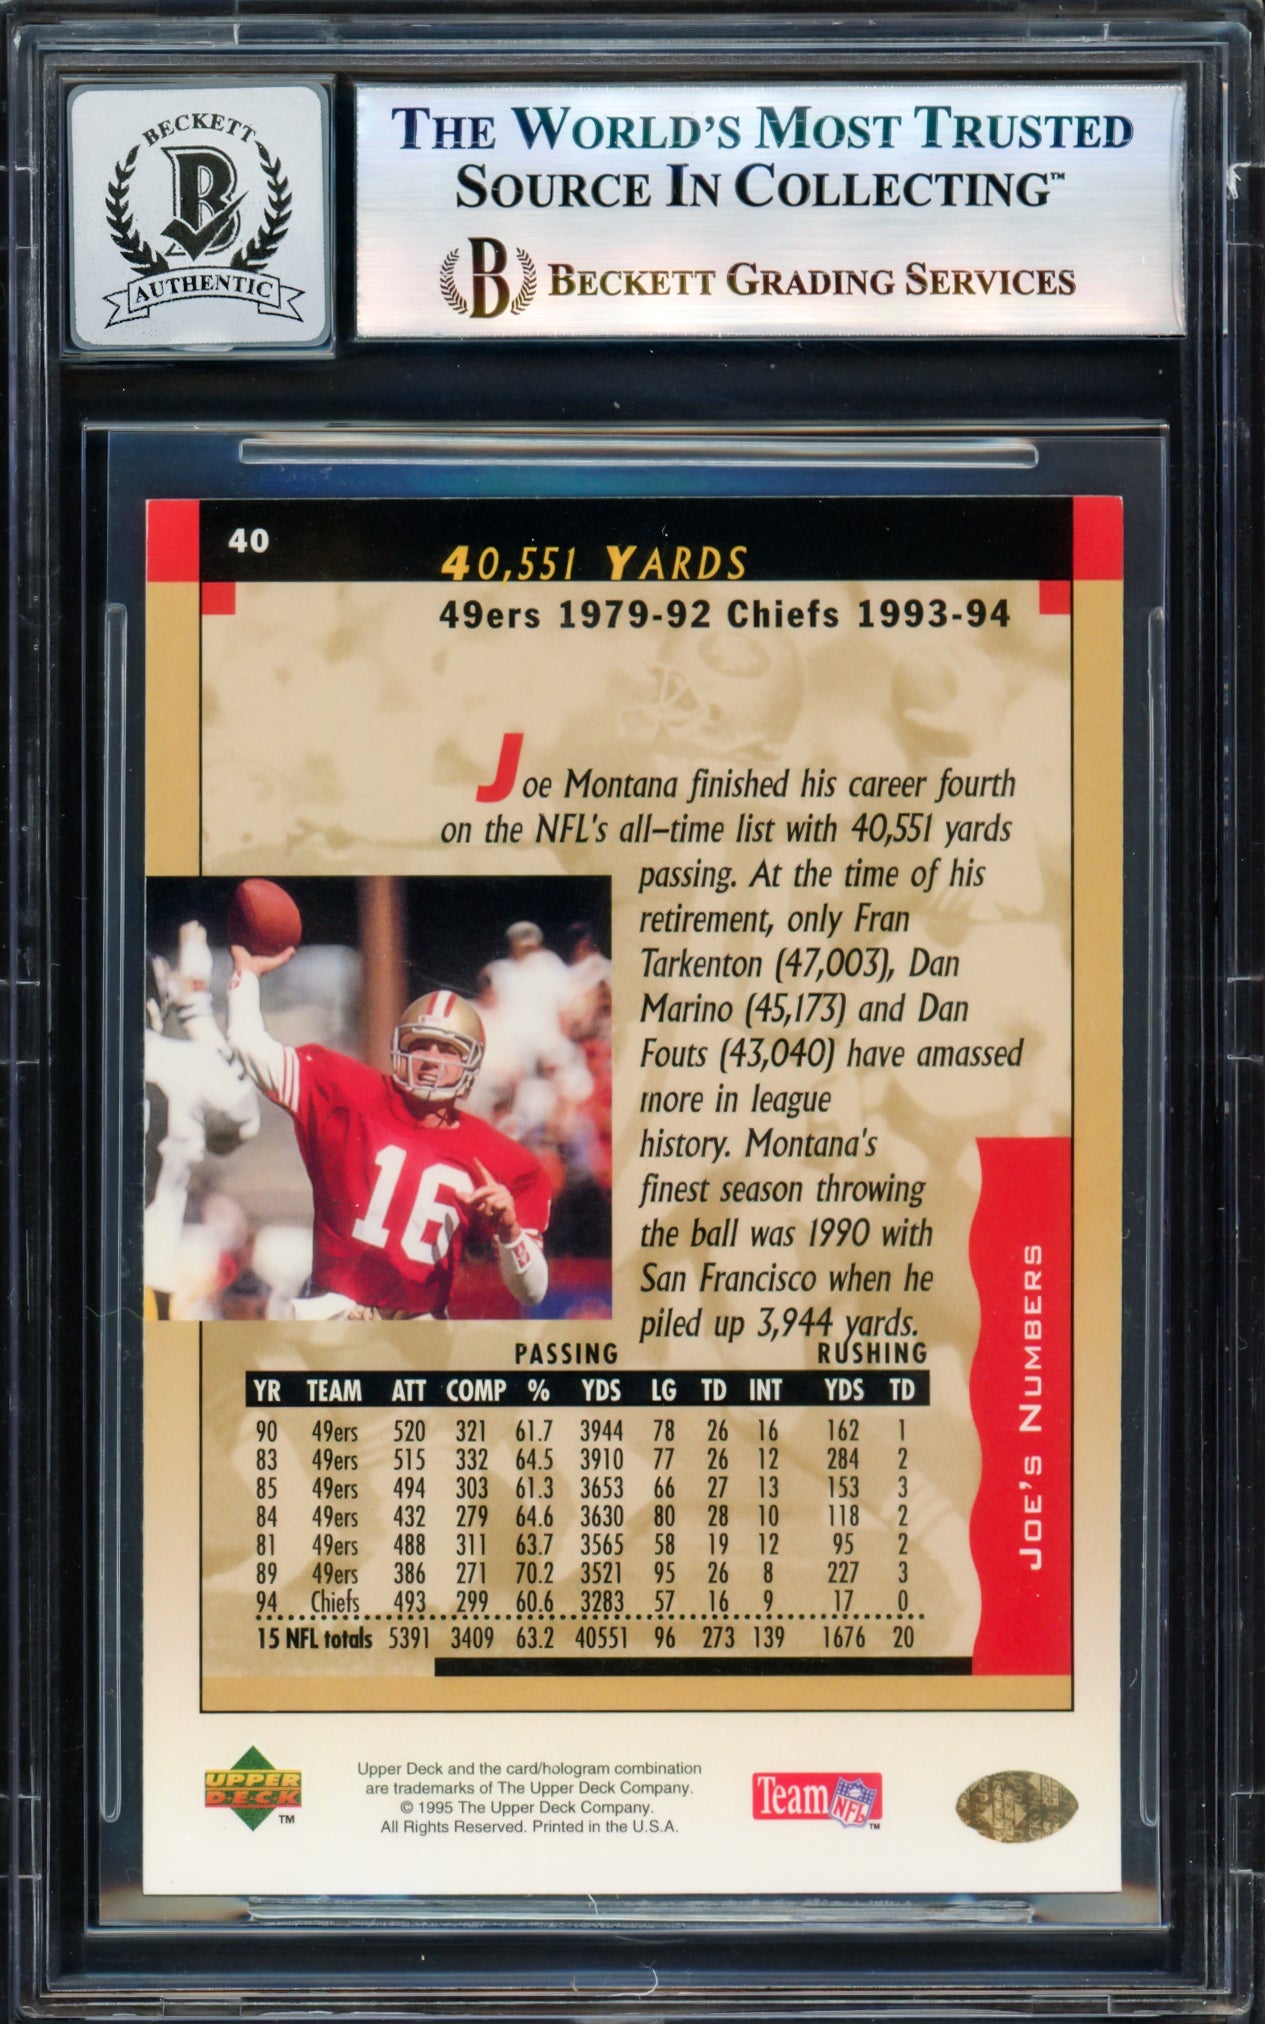 BECKETT
B
AUTHENTIC
THE WORLD'S MOST TRUSTED
SOURCE IN COLLECTING™
B BECKETT GRADING SERVICES
40
40,551 YARDS
49ers 1979-92 Chiefs 1993-94
Joe Montana finished his career fourth
on the NFL's all-time list with 40,551 yards
passing. At the time of his
retirement, only Fran
Tarkenton (47,003), Dan
Marino (45,173) and Dan
Fouts (43,040) have amassed
more in league
history. Montana's
finest season throwing
the ball was 1990 with
San Francisco when he
piled up 3,944 yards.
16
JOE'S NUMBERS
PASSING RUSHING
YR TEAM ATT COMP % YDS LG TD INT YDS TD
90 49ers 520 321 61.7 3944 78 26 16 162 1
83 49ers 515 332 64.5 3910 77 26 12 284 2
85 49ers 494 303 61.3 3653 66 27 13 153 3
84 49ers 432 279 64.6 3630 80 28 10 118 2
81 49ers 488 311 63.7 3565 58 19 12 95 2
89 49ers 386 271 70.2 3521 95 26 8 227 3
94 Chiefs 493 299 60.6 3283 57 16 9 17 0
15 NFL totals 5391 3409 63.2 40551 96 273 139 1676 20
UPPER
DECK
™
Upper Deck and the card/hologram combination
are trademarks of The Upper Deck Company.
© 1995 The Upper Deck Company.
All Rights Reserved. Printed in the U.S.A.
Team NFL™